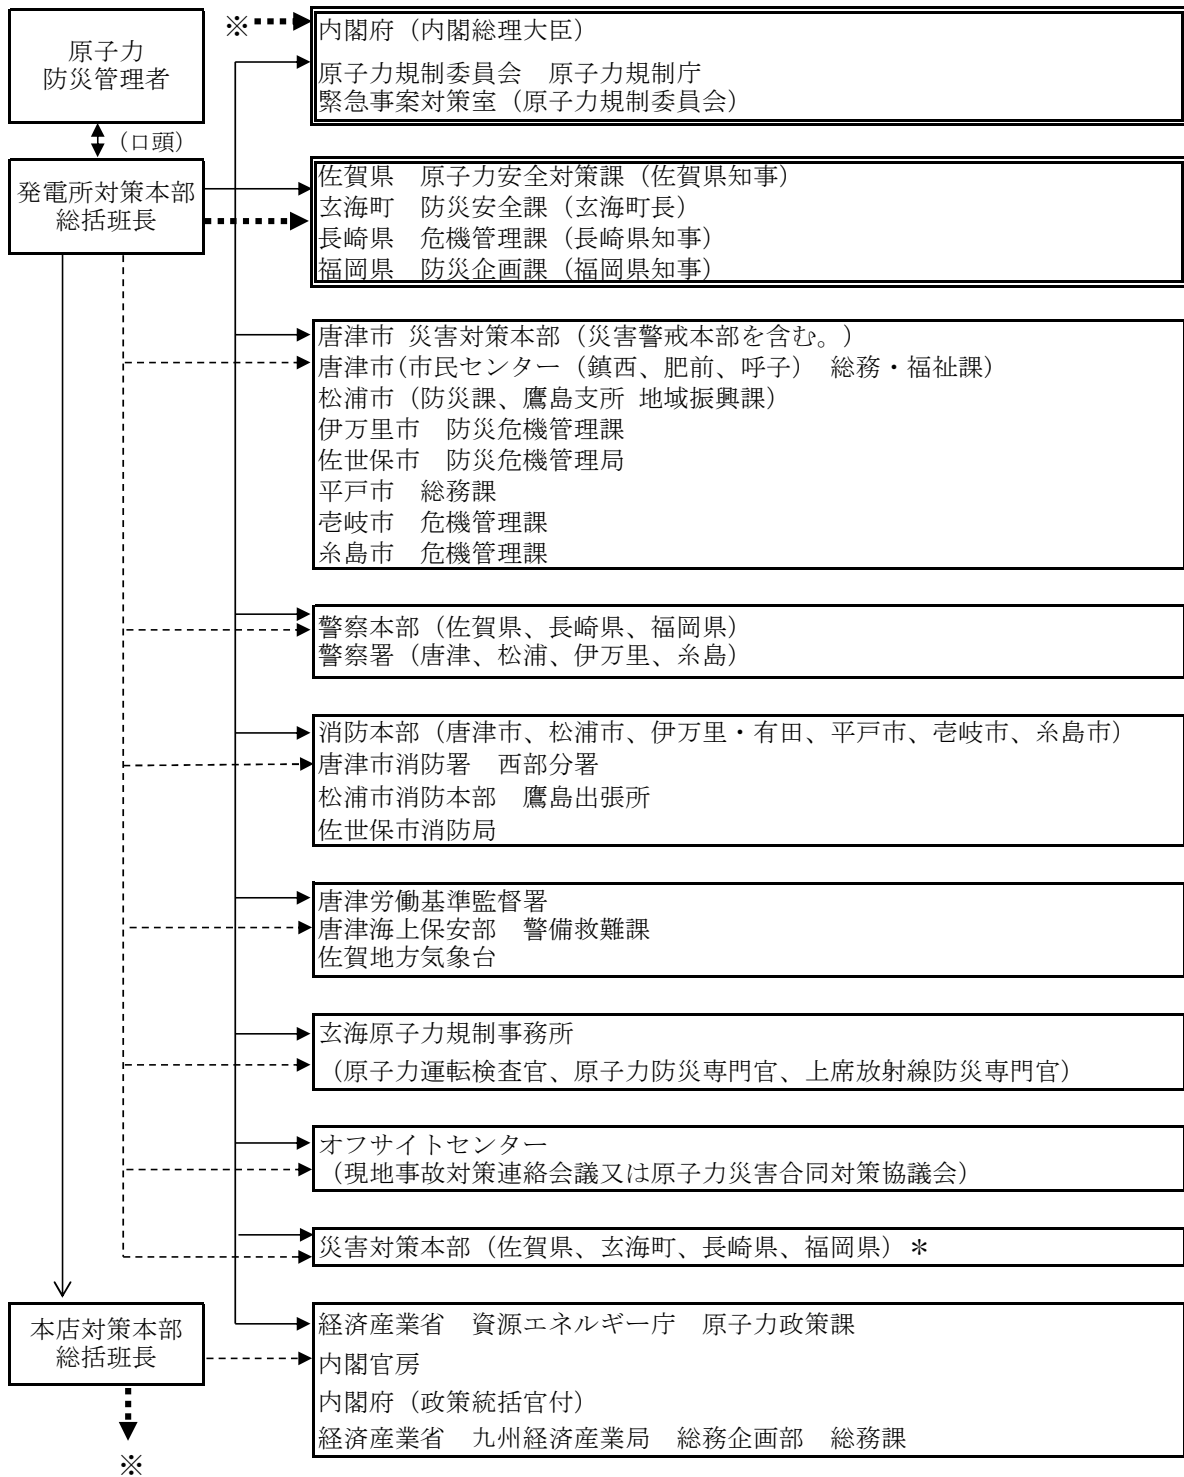 原子力
防災管理者
（口頭）
発電所対策本部
総括班長
※
内閣府（内閣総理大臣）
原子力規制委員会　原子力規制庁
緊急事案対策室（原子力規制委員会）
佐賀県　原子力安全対策課（佐賀県知事）
玄海町　防災安全課（玄海町長）
長崎県　危機管理課（長崎県知事）
福岡県　防災企画課（福岡県知事）
唐津市 災害対策本部（災害警戒本部を含む。）
唐津市(市民センター（鎮西、肥前、呼子）　総務・福祉課)
松浦市（防災課、鷹島支所 地域振興課）
伊万里市　防災危機管理課
佐世保市　防災危機管理局
平戸市　総務課
壱岐市　危機管理課
糸島市　危機管理課
警察本部（佐賀県、長崎県、福岡県）
警察署（唐津、松浦、伊万里、糸島）
消防本部（唐津市、松浦市、伊万里・有田、平戸市、壱岐市、糸島市）
唐津市消防署　西部分署
松浦市消防本部　鷹島出張所
佐世保市消防局
唐津労働基準監督署
唐津海上保安部　警備救難課
佐賀地方気象台
玄海原子力規制事務所
（原子力運転検査官、原子力防災専門官、上席放射線防災専門官）
オフサイトセンター
（現地事故対策連絡会議又は原子力災害合同対策協議会）
災害対策本部（佐賀県、玄海町、長崎県、福岡県）＊
本店対策本部
総括班長
※
経済産業省　資源エネルギー庁　原子力政策課
内閣官房
内閣府（政策統括官付）
経済産業省　九州経済産業局　総務企画部　総務課